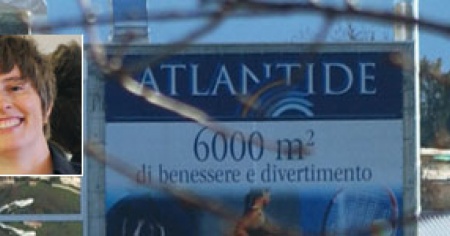 ATLANTIDE
6000 m²
di benessere e divertimento